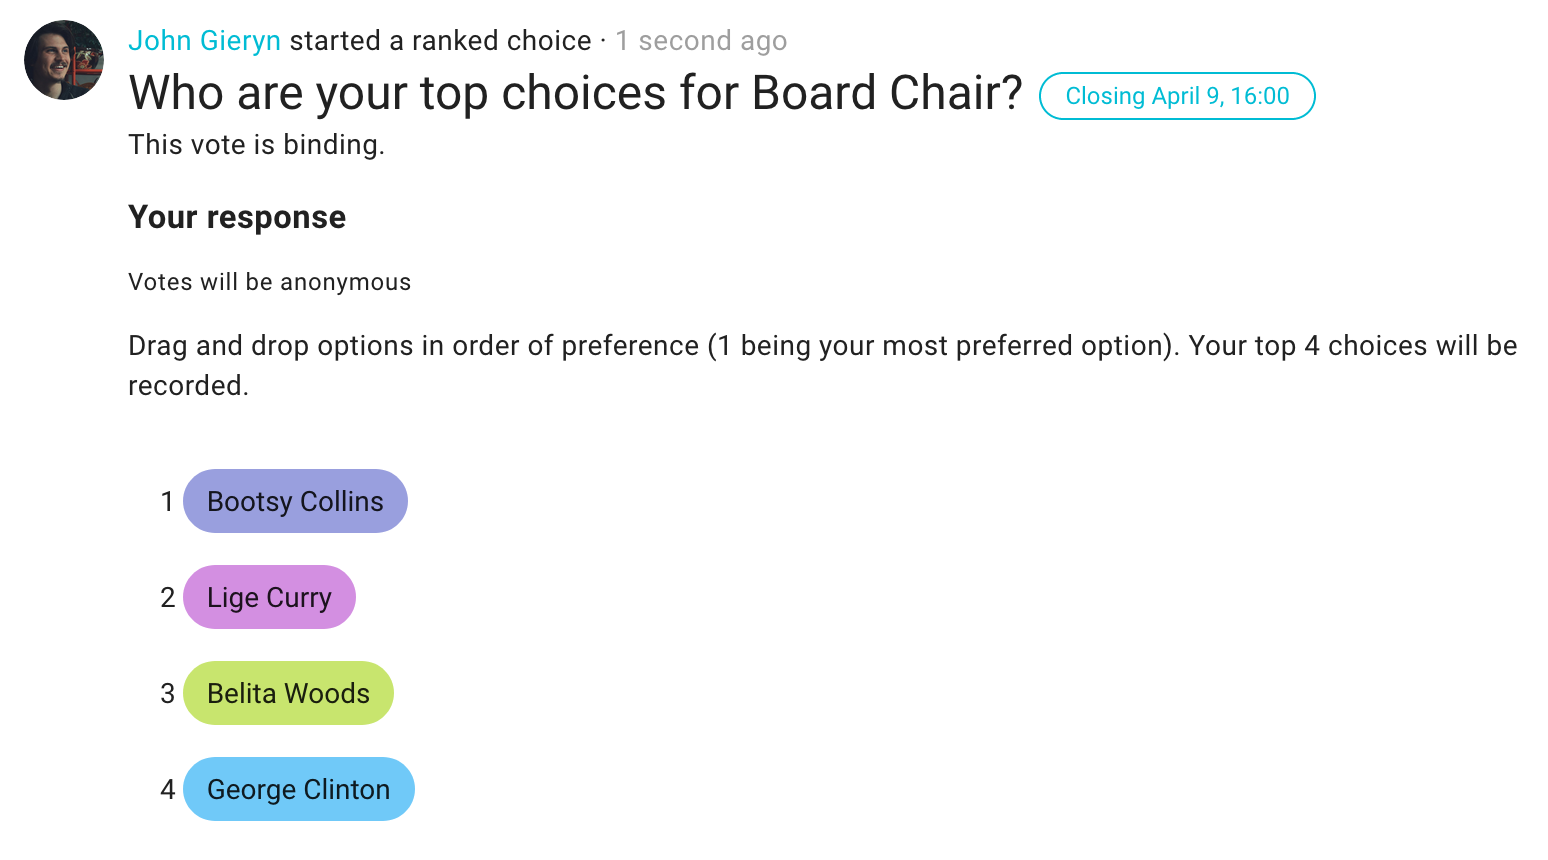 John Gieryn started a ranked choice · 1 second ago
Who are your top choices for Board Chair? Closing April 9, 16:00
This vote is binding.
Your response
Votes will be anonymous
Drag and drop options in order of preference (1 being your most preferred option). Your top 4 choices will be
recorded.
1 Bootsy Collins
2 Lige Curry
3 Belita Woods
4 George Clinton